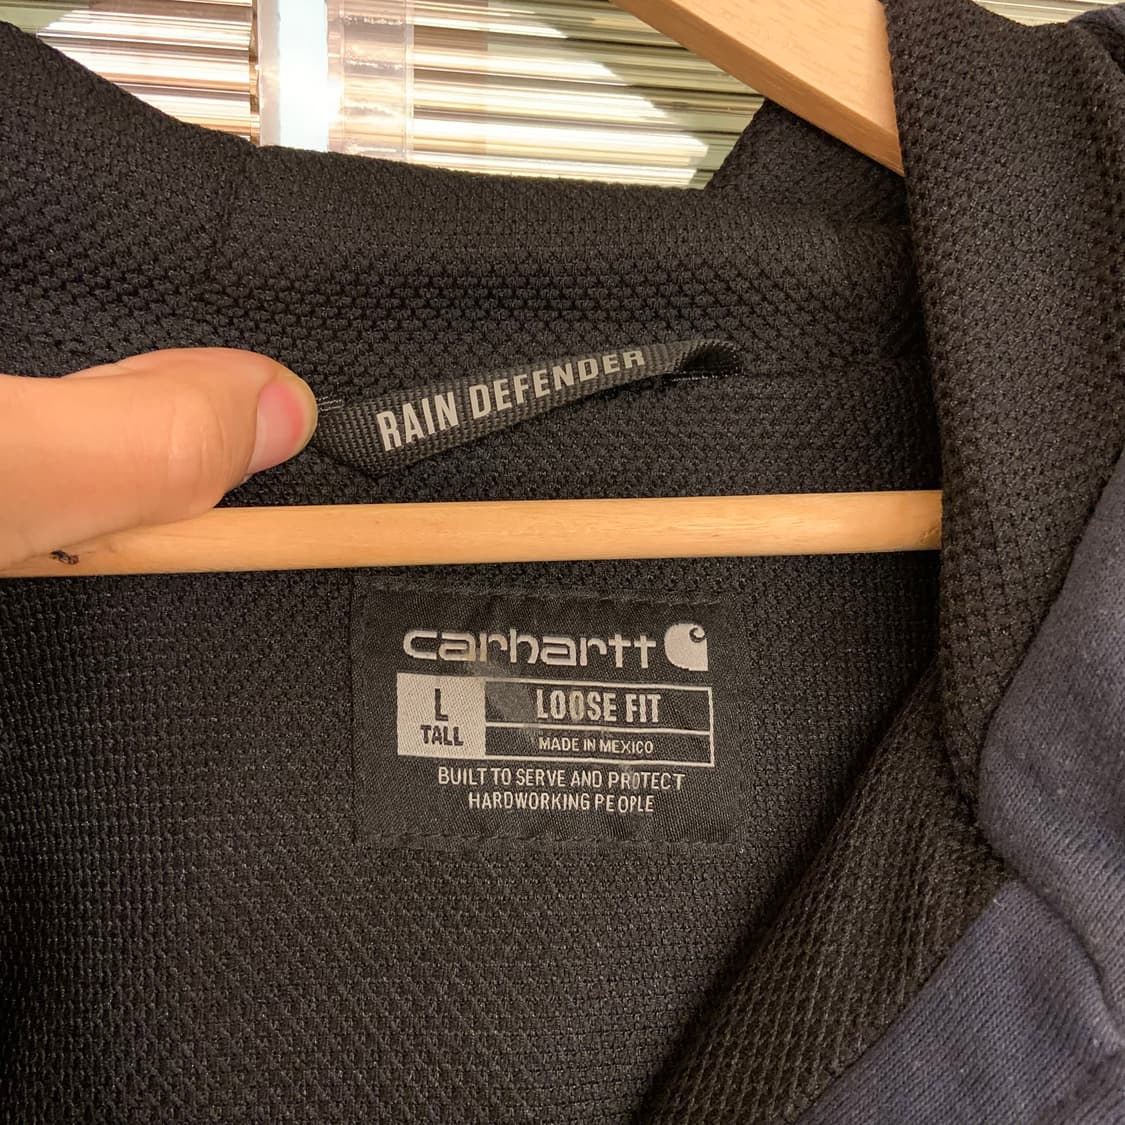 RAIN DEFENDER
carhartt
L
TALL
LOOSE FIT
MADE IN MEXICO
BUILT TO SERVE AND PROTECT
HARDWORKING PEOPLE